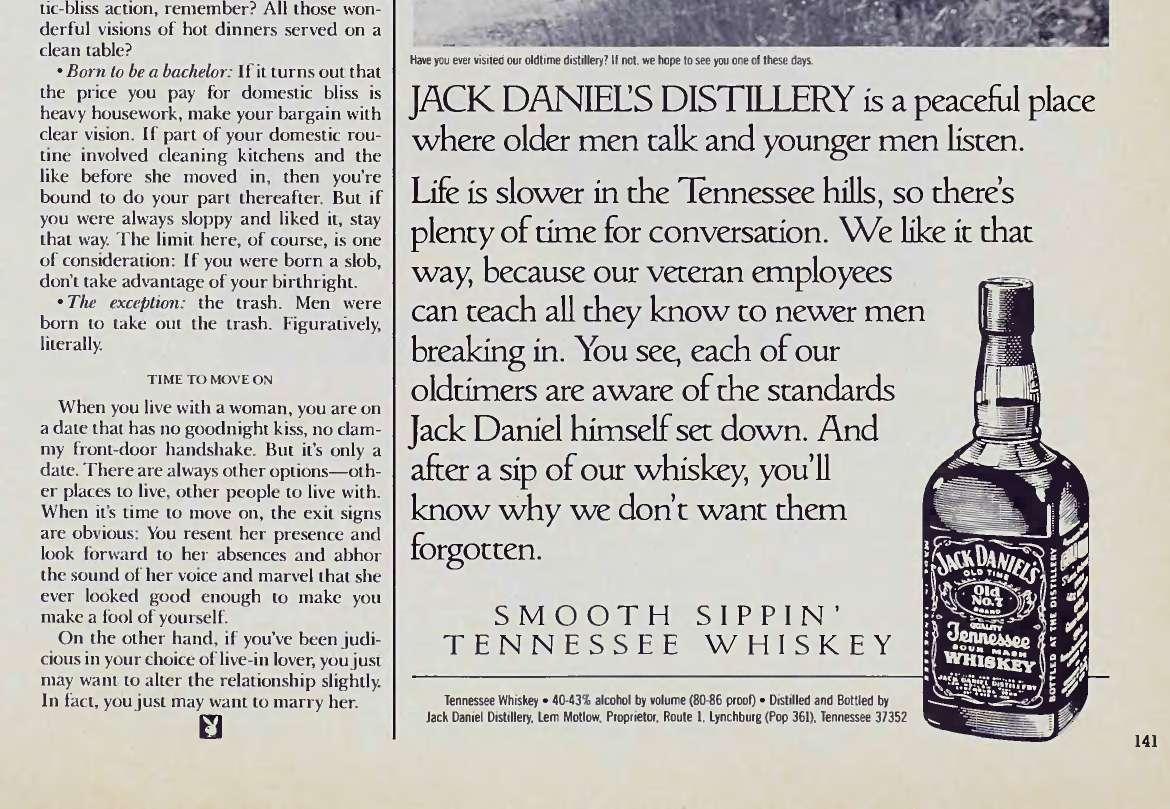 tic-bliss action, remember? All those won-
derful visions of hot dinners served on a
clean table?
• Born to be a bachelor: If it turns out that
the price you pay for domestic bliss is
heavy housework, make your bargain with
clear vision. If part of your domestic rou-
tine involved cleaning kitchens and the
like before she moved in, then you're
bound to do your part thereafter. But if
you were always sloppy and liked it, stay
that way. The limit here, of course, is one
of consideration: If you were born a slob,
don't take advantage of your birthright.
• The exception: the trash. Men were
born to take out the trash. Figuratively,
literally.
TIME TO MOVE ON
When you live with a woman, you are on
a date that has no goodnight kiss, no clam-
my front-door handshake. But it's only a
date. There are always other options—oth-
er places to live, other people to live with.
When it's time to move on, the exit signs
are obvious: You resent her presence and
look forward to her absences and abhor
the sound of her voice and marvel that she
ever looked good enough to make you
make a fool of yourself.
On the other hand, if you've been judi-
cious in your choice of live-in lover, you just
may want to alter the relationship slightly.
In fact, you just may want to marry her.
Have you ever visited our oldtime distillery? If not, we hope to see you one of these days.
JACK DANIEL'S DISTILLERY is a peaceful place
where older men talk and younger men listen.
Life is slower in the Tennessee hills, so there's
plenty of time for conversation. We like it that
way, because our veteran employees
can teach all they know to newer men
breaking in. You see, each of our
oldtimers are aware of the standards
Jack Daniel himself set down. And
after a sip of our whiskey, you'll
know why we don't want them
forgotten.
SMOOTH SIPPIN'
TENNESSEE WHISKEY
Tennessee Whiskey • 40-43% alcohol by volume (80-86 proof) • Distilled and Bottled by
Jack Daniel Distillery, Lem Motlow, Proprietor, Route 1, Lynchburg (Pop 361), Tennessee 37352
JACK DANIEL'S
OLD TIME
Old
No. 7
BRAND
QUALITY
Tennessee
SOUR MASH
WHISKEY
JACK DANIEL DISTILLERY
BOTTLED AT THE DISTILLERY
141